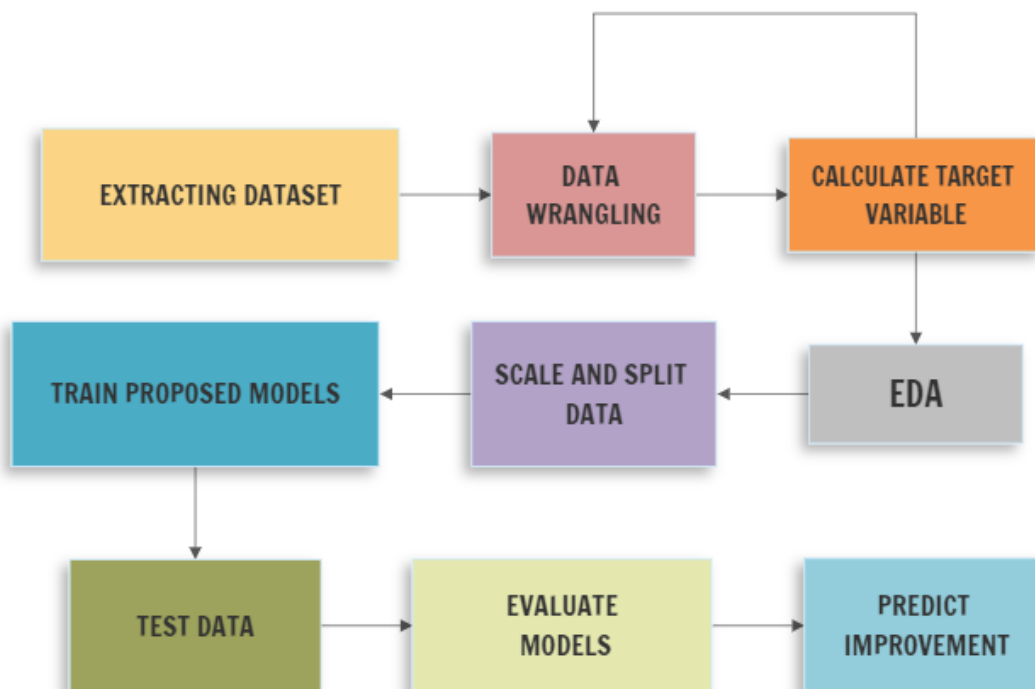 EXTRACTING DATASET
DATA
WRANGLING
CALCULATE TARGET
VARIABLE
TRAIN PROPOSED MODELS
SCALE AND SPLIT
DATA
EDA
TEST DATA
EVALUATE
MODELS
PREDICT
IMPROVEMENT